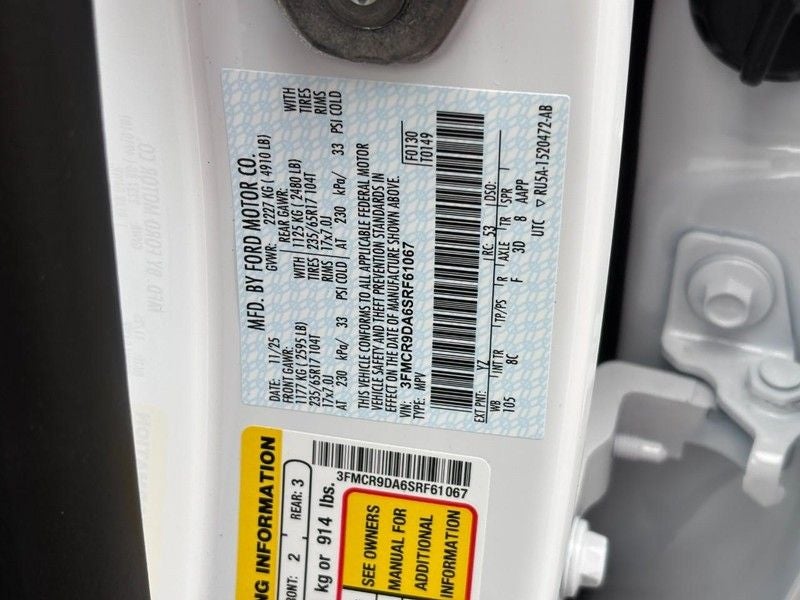 MFD. BY FORD MOTOR CO.
DATE: 11/25 GVWR: 2227 KG ( 4910 LB)
FRONT GAWR: REAR GAWR: WITH
1177 KG ( 2595 LB) 1125 KG ( 2480 LB) TIRES
235/65R17 104T TIRES 235/65R17 104T RIMS
17x7.0J RIMS 17x7.0J
AT 230 kPa/ 33 PSI COLD AT 230 kPa/ 33 PSI COLD
THIS VEHICLE CONFORMS TO ALL APPLICABLE FEDERAL MOTOR
VEHICLE SAFETY AND THEFT PREVENTION STANDARDS IN
EFFECT ON THE DATE OF MANUFACTURE SHOWN ABOVE.
VIN: 3FMCR9DA6SRF61067 F0130
TYPE: MPV T0149
EXT PNT: YZ RC: 53 DSO:
WB INT TR TP/PS R AXLE TR SPR
105 8C F 3D 8 AAPP
UTC ▽ RU5A-1520472-AB
3FMCR9DA6SRF61067
NG INFORMATION
RONT: 2 REAR: 3
kg or 914 lbs.
SEE OWNERS
MANUAL FOR
ADDITIONAL
INFORMATION